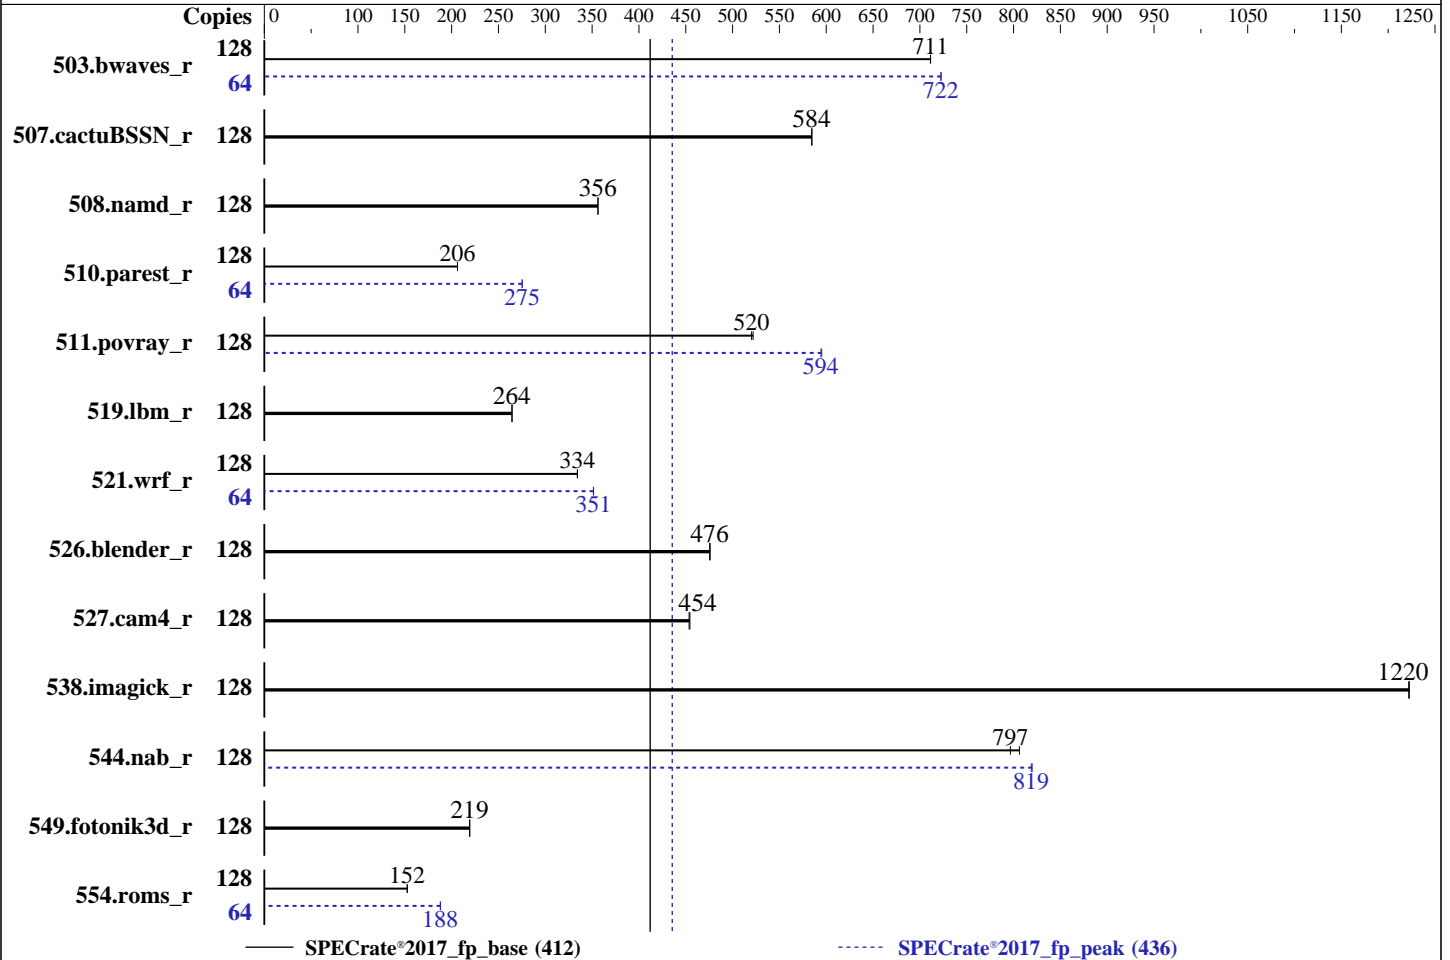 Copies 0 100 150 200 250 300 350 400 450 500 550 600 650 700 750 800 850 900 950 1050 1150 1250
503.bwaves_r 128 711
64 722
507.cactuBSSN_r 128 584
508.namd_r 128 356
510.parest_r 128 206
64 275
511.povray_r 128 520
594
519.lbm_r 128 264
521.wrf_r 128 334
64 351
526.blender_r 128 476
527.cam4_r 128 454
538.imagick_r 128 1220
544.nab_r 128 797
819
549.fotonik3d_r 128 219
554.roms_r 128 152
64 188
SPECrate®2017_fp_base (412) SPECrate®2017_fp_peak (436)